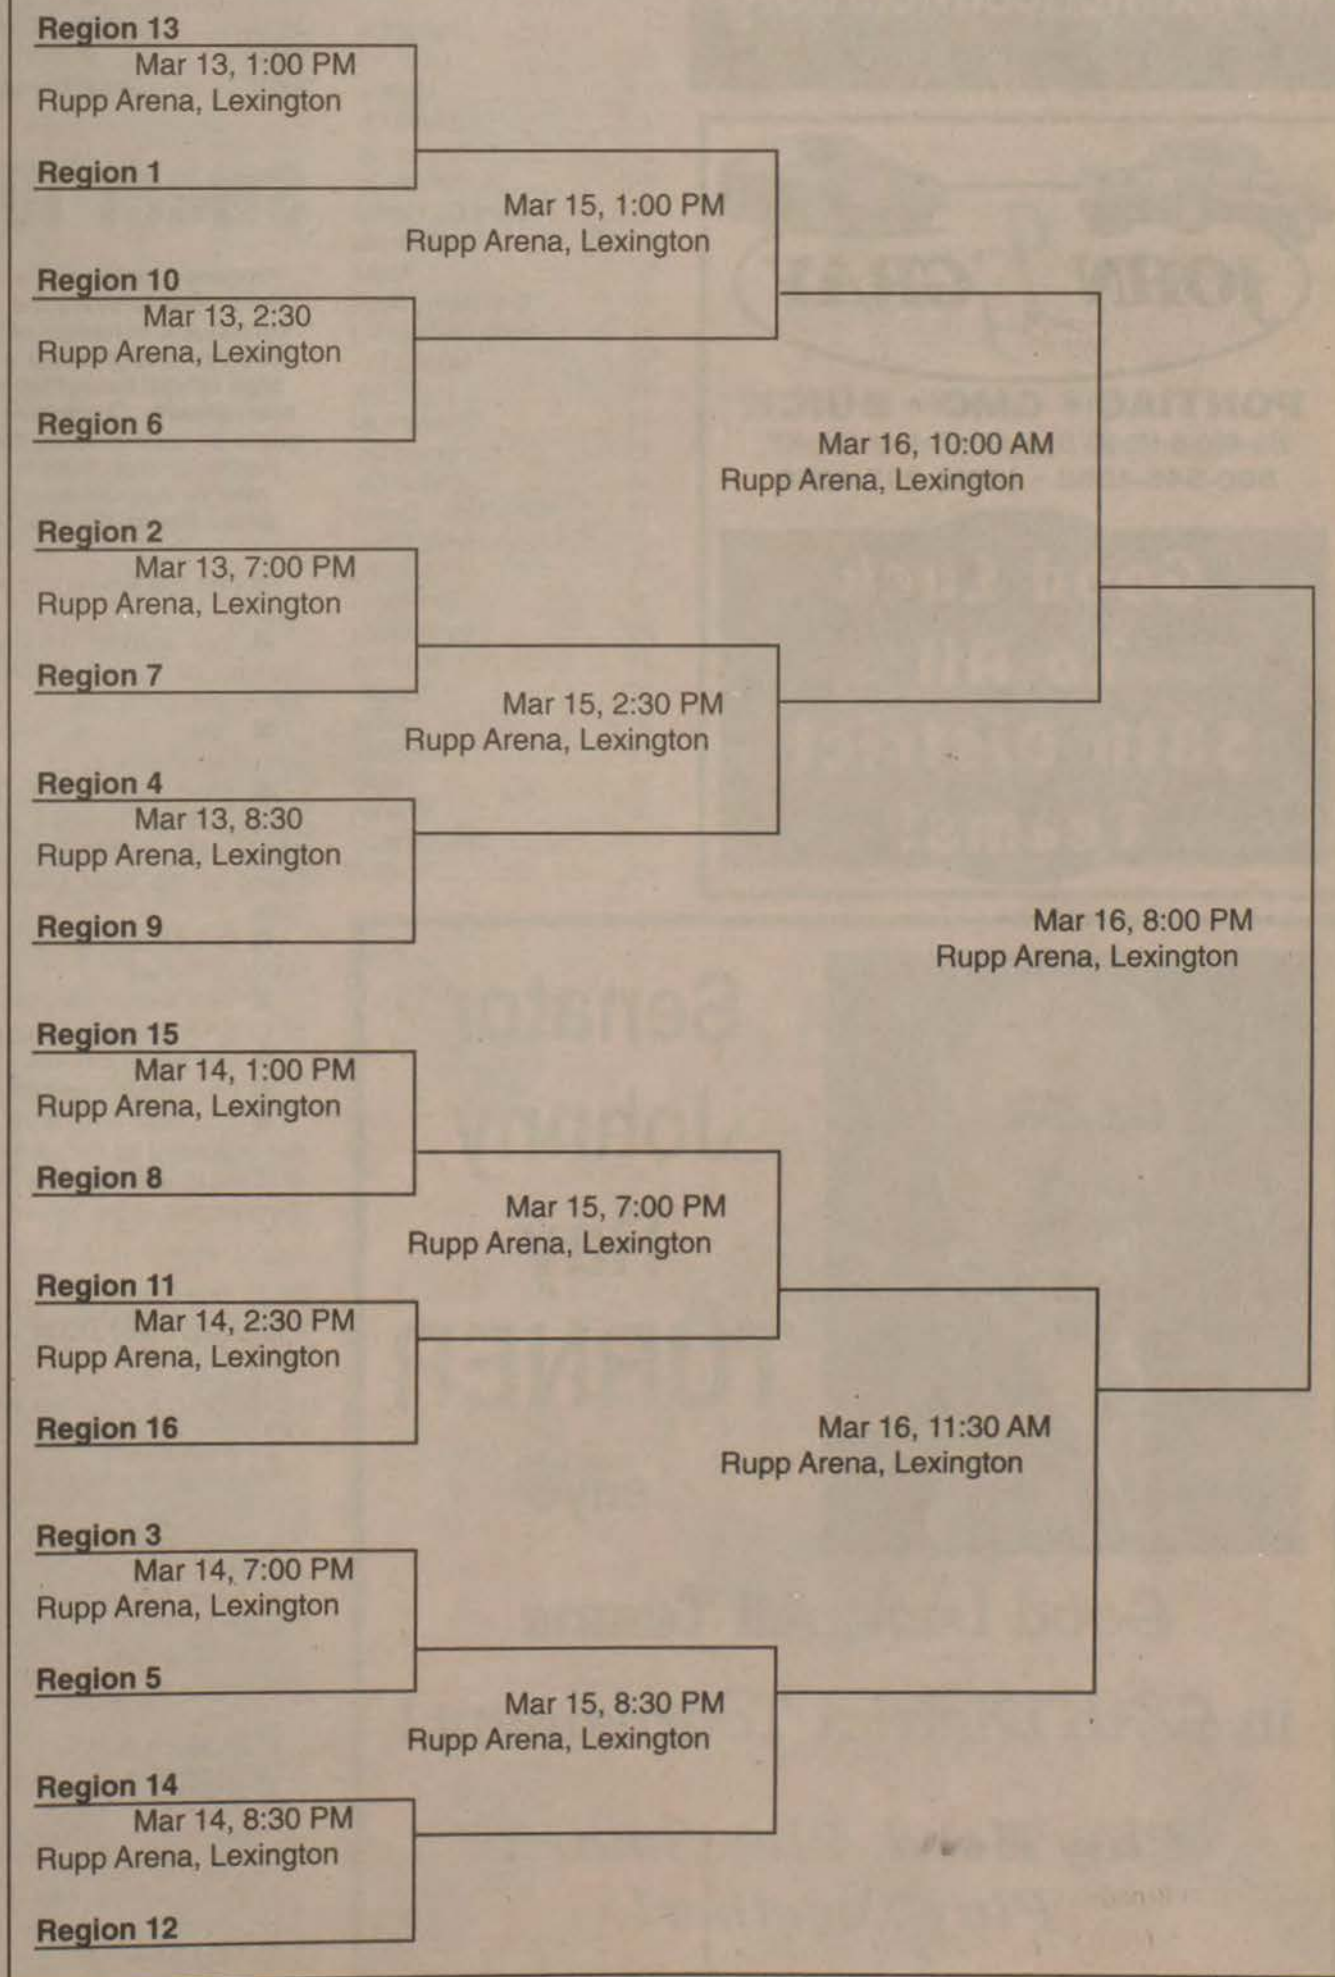 Region 13
Mar 13, 1:00 PM
Rupp Arena, Lexington
Region 1
Mar 15, 1:00 PM
Rupp Arena, Lexington
Region 10
Mar 13, 2:30
Rupp Arena, Lexington
Region 6
Mar 16, 10:00 AM
Rupp Arena, Lexington
Region 2
Mar 13, 7:00 PM
Rupp Arena, Lexington
Region 7
Mar 15, 2:30 PM
Rupp Arena, Lexington
Region 4
Mar 13, 8:30
Rupp Arena, Lexington
Region 9
Mar 16, 8:00 PM
Rupp Arena, Lexington
Region 15
Mar 14, 1:00 PM
Rupp Arena, Lexington
Region 8
Mar 15, 7:00 PM
Rupp Arena, Lexington
Region 11
Mar 14, 2:30 PM
Rupp Arena, Lexington
Region 16
Mar 16, 11:30 AM
Rupp Arena, Lexington
Region 3
Mar 14, 7:00 PM
Rupp Arena, Lexington
Region 5
Mar 15, 8:30 PM
Rupp Arena, Lexington
Region 14
Mar 14, 8:30 PM
Rupp Arena, Lexington
Region 12